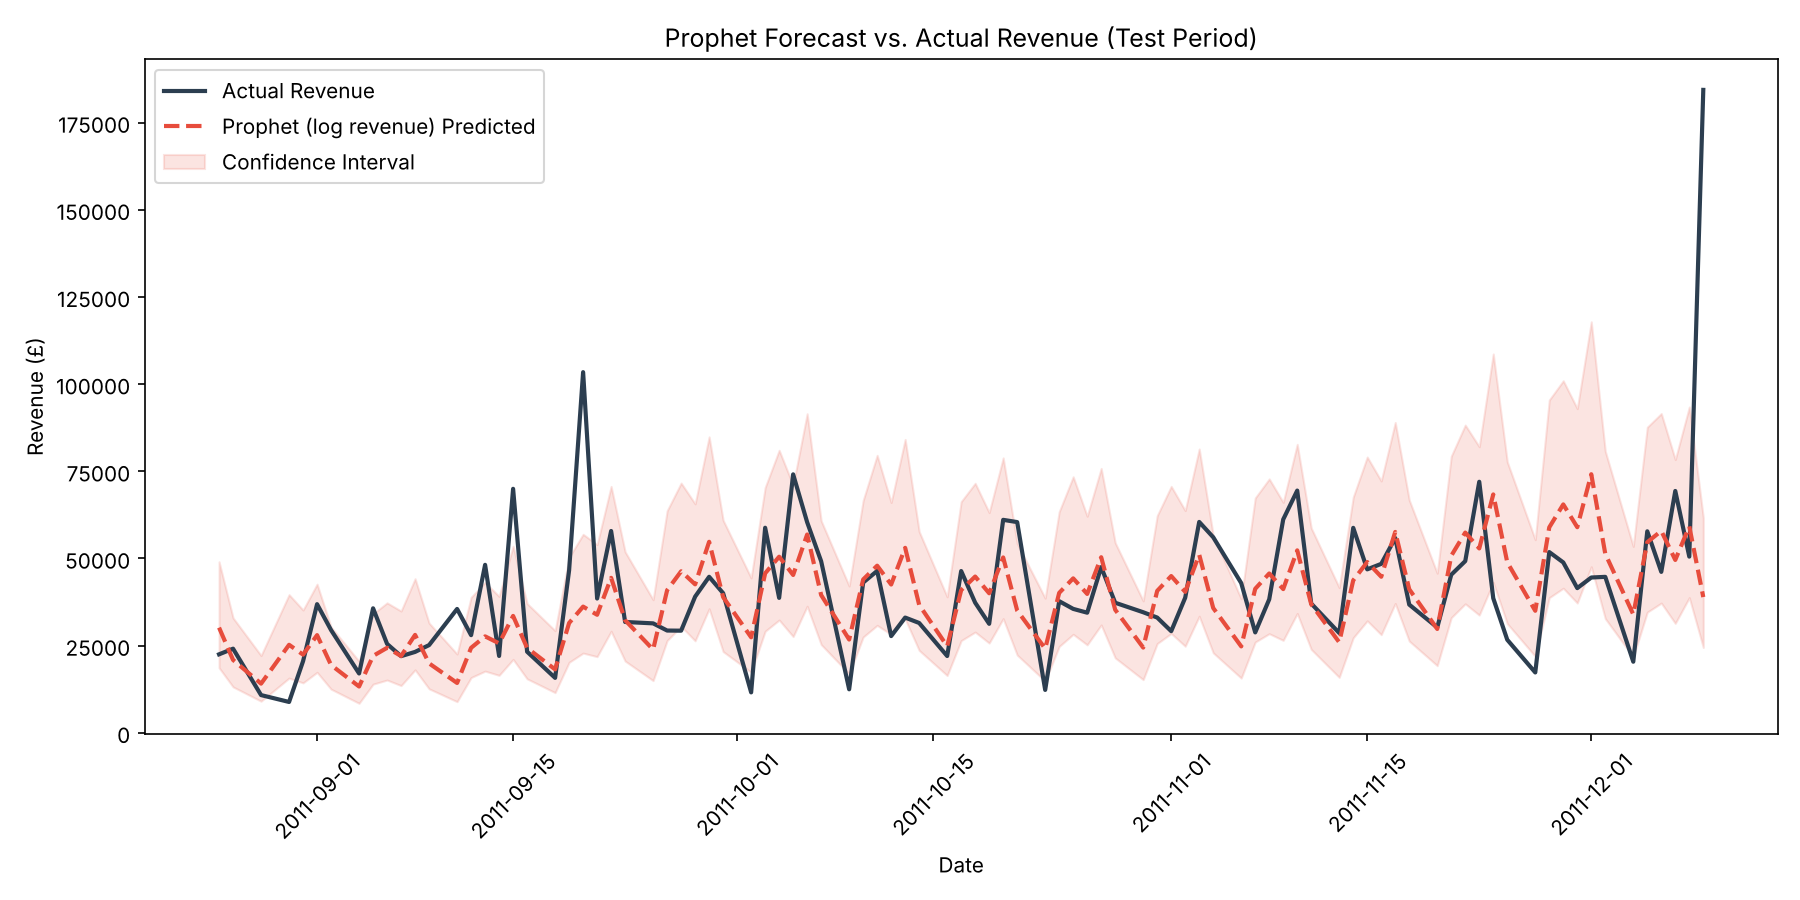 Prophet Forecast vs. Actual Revenue (Test Period)
Actual Revenue
Prophet (log revenue) Predicted
Confidence Interval
Revenue (£)
175000
150000
125000
100000
75000
50000
25000
0
2011-09-01
2011-09-15
2011-10-01
2011-10-15
2011-11-01
2011-11-15
2011-12-01
Date